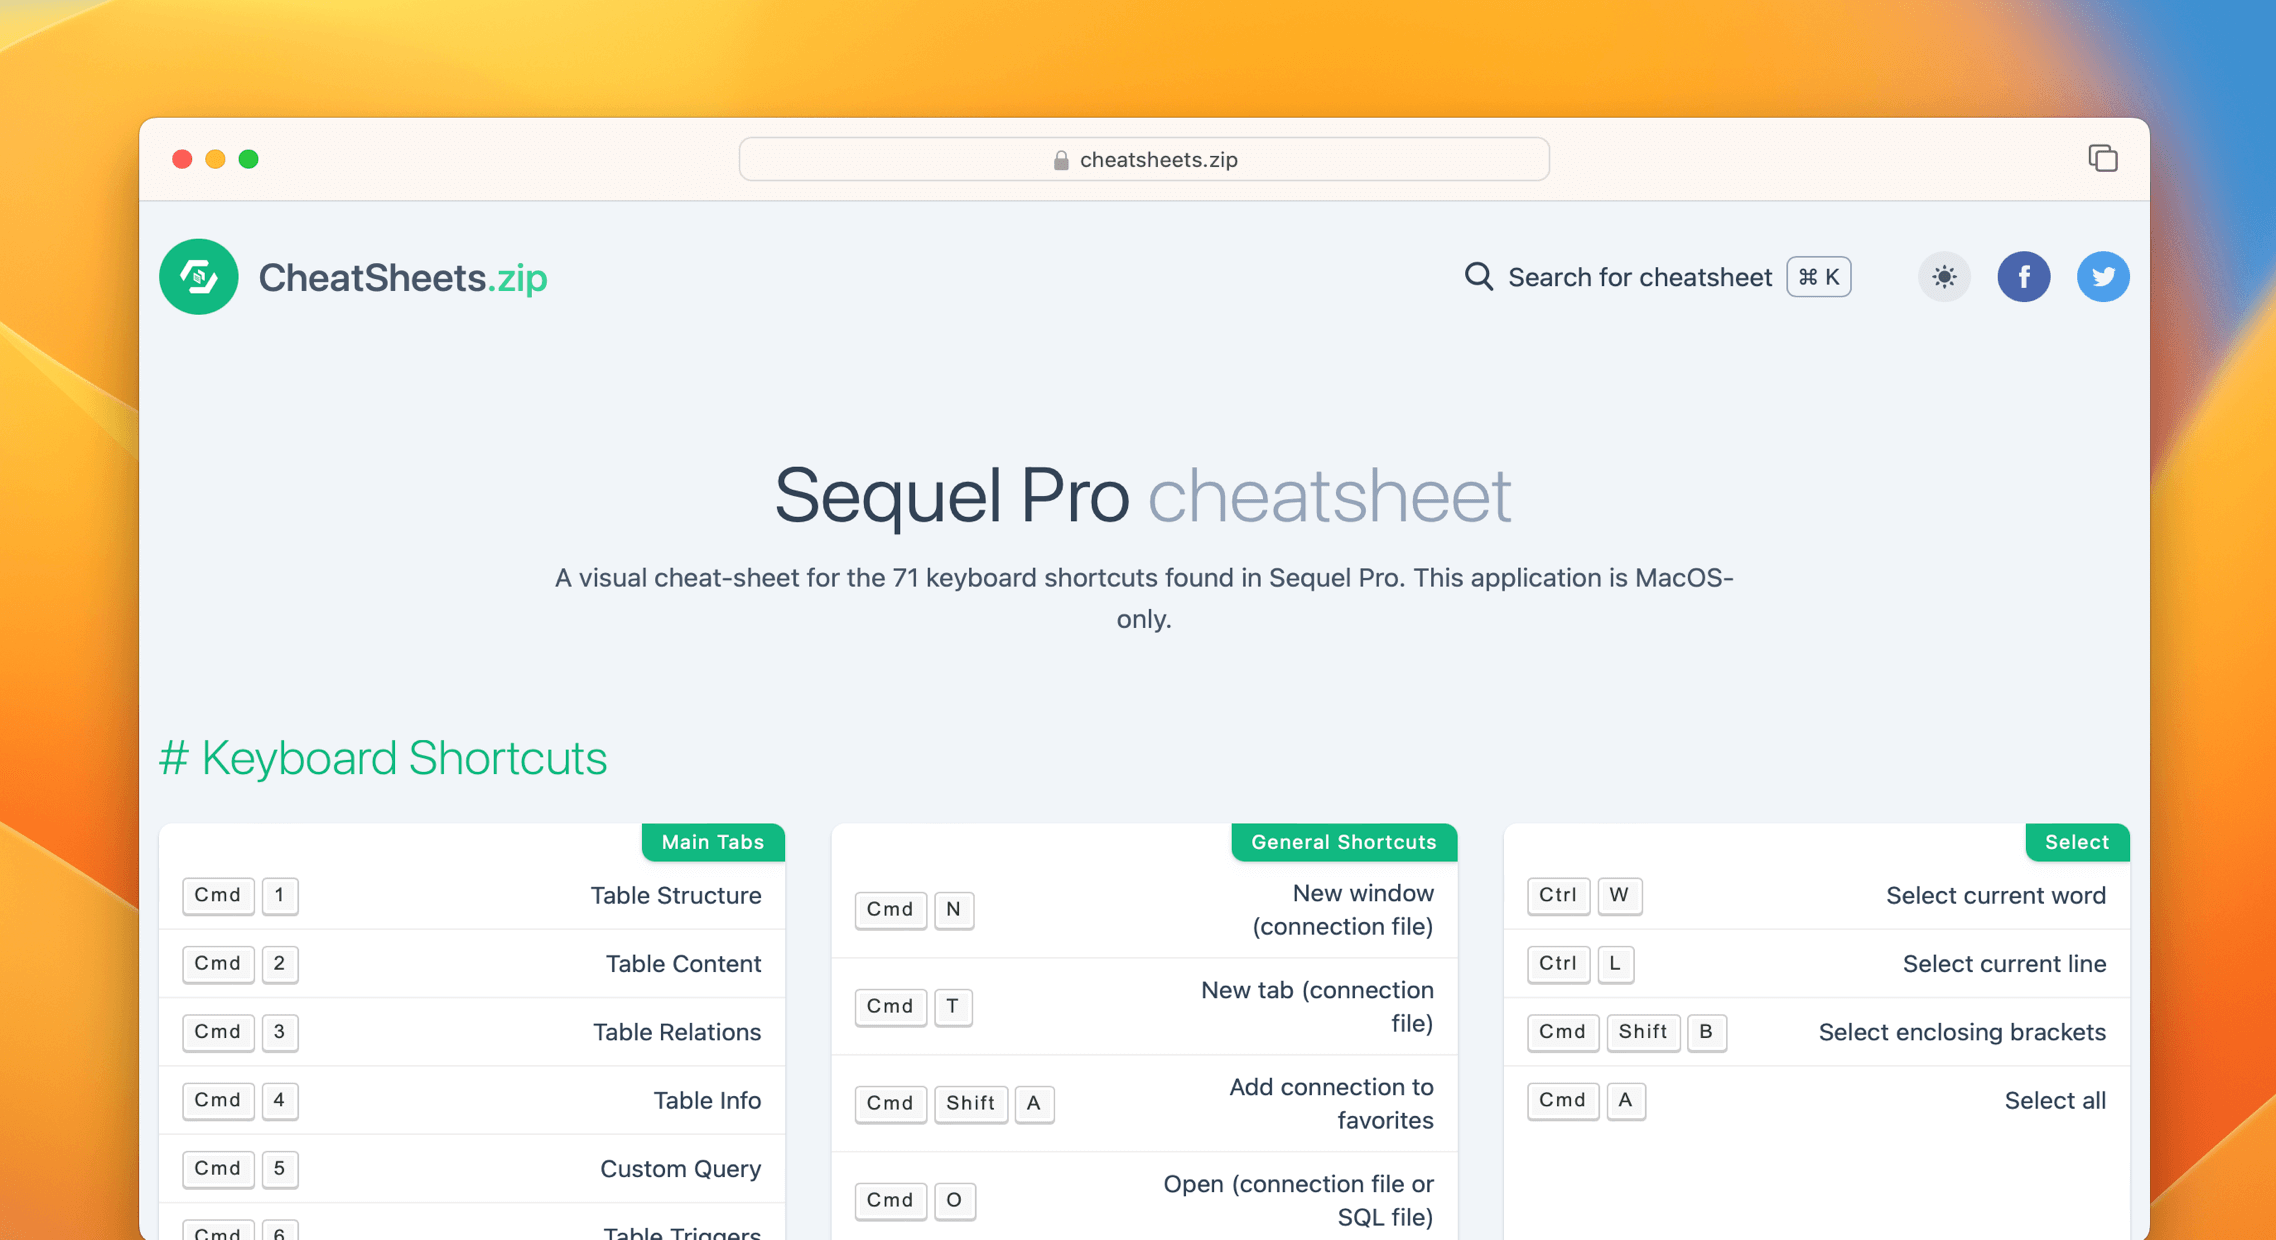 cheatsheets.zip
CheatSheets.zip
Search for cheatsheet ⌘ K
f
Sequel Pro cheatsheet
A visual cheat-sheet for the 71 keyboard shortcuts found in Sequel Pro. This application is MacOS-
only.
# Keyboard Shortcuts
Main Tabs
Cmd 1 Table Structure
Cmd 2 Table Content
Cmd 3 Table Relations
Cmd 4 Table Info
Cmd 5 Custom Query
Cmd 6 Table Triggers
General Shortcuts
Cmd N New window
(connection file)
Cmd T New tab (connection
file)
Cmd Shift A Add connection to
favorites
Cmd O Open (connection file or
SQL file)
Select
Ctrl W Select current word
Ctrl L Select current line
Cmd Shift B Select enclosing brackets
Cmd A Select all